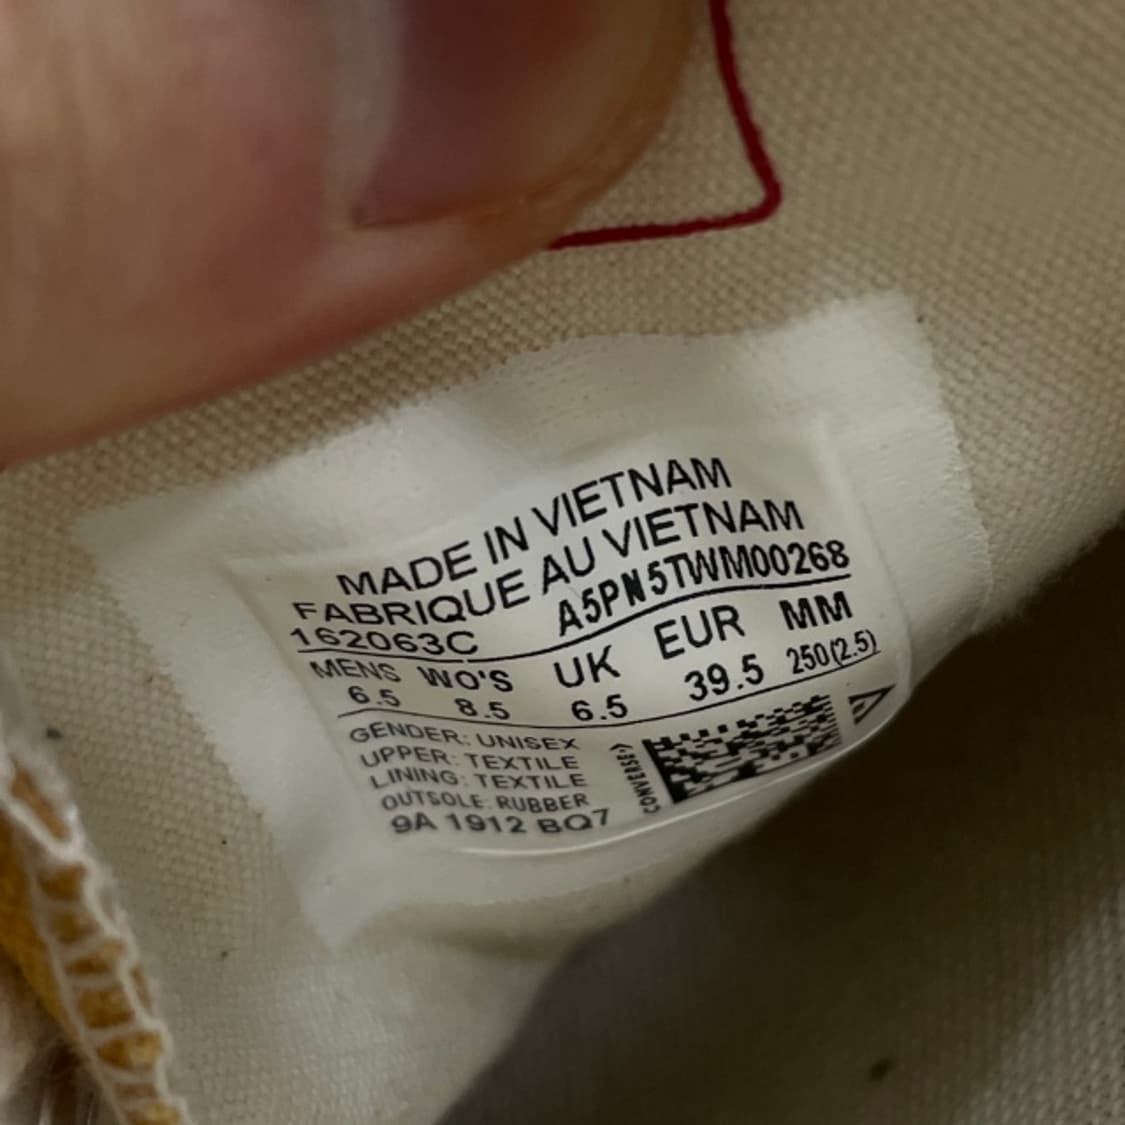 MADE IN VIETNAM
FABRIQUE AU VIETNAM
162063C A5PN5TWM00268
MENS WO'S UK EUR MM
6.5 8.5 6.5 39.5 250(2.5)
GENDER: UNISEX
UPPER: TEXTILE
LINING: TEXTILE
OUTSOLE: RUBBER
9A 1912 BQ7
<CONVERSE>